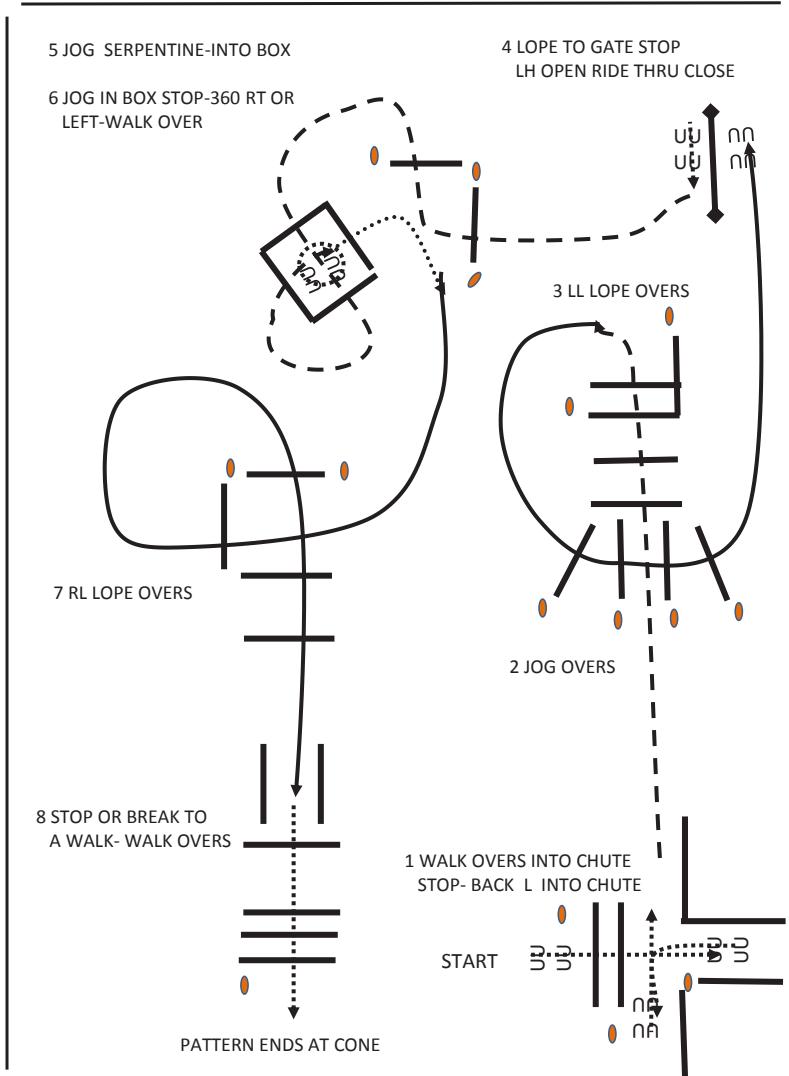 5 JOG SERPENTINE-INTO BOX
6 JOG IN BOX STOP-360 RT OR
LEFT-WALK OVER
4 LOPE TO GATE STOP
LH OPEN RIDE THRU CLOSE
3 LL LOPE OVERS
7 RL LOPE OVERS
2 JOG OVERS
8 STOP OR BREAK TO
A WALK- WALK OVERS
1 WALK OVERS INTO CHUTE
STOP- BACK L INTO CHUTE
START
PATTERN ENDS AT CONE